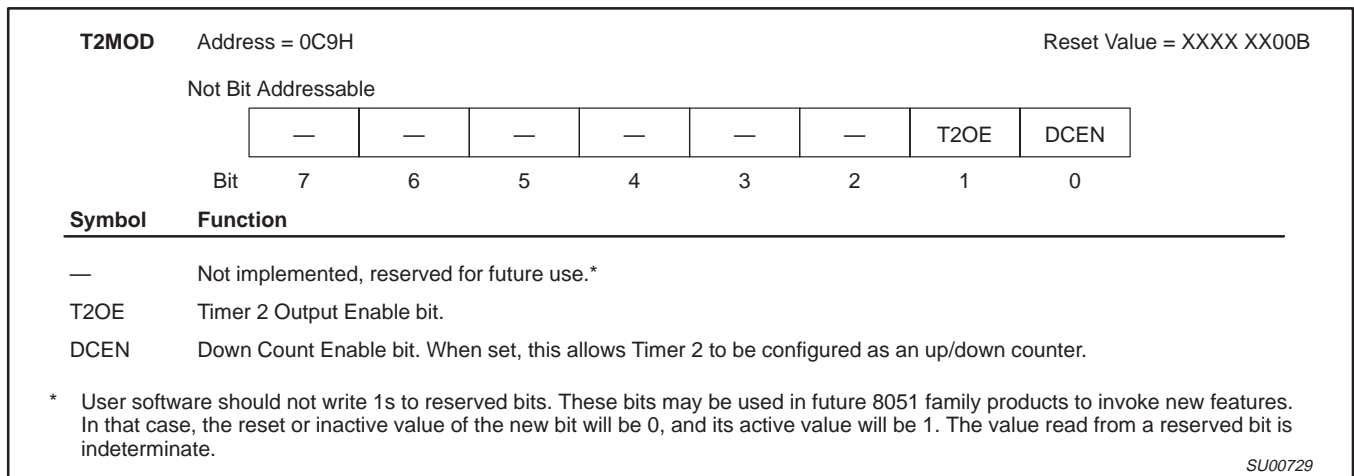 T2MOD Address = 0C9H Reset Value = XXXX XX00B
Not Bit Addressable
— — — — — — T2OE DCEN
Bit 7 6 5 4 3 2 1 0
Symbol Function
— Not implemented, reserved for future use.*
T2OE Timer 2 Output Enable bit.
DCEN Down Count Enable bit. When set, this allows Timer 2 to be configured as an up/down counter.
* User software should not write 1s to reserved bits. These bits may be used in future 8051 family products to invoke new features.
In that case, the reset or inactive value of the new bit will be 0, and its active value will be 1. The value read from a reserved bit is
indeterminate.
SU00729